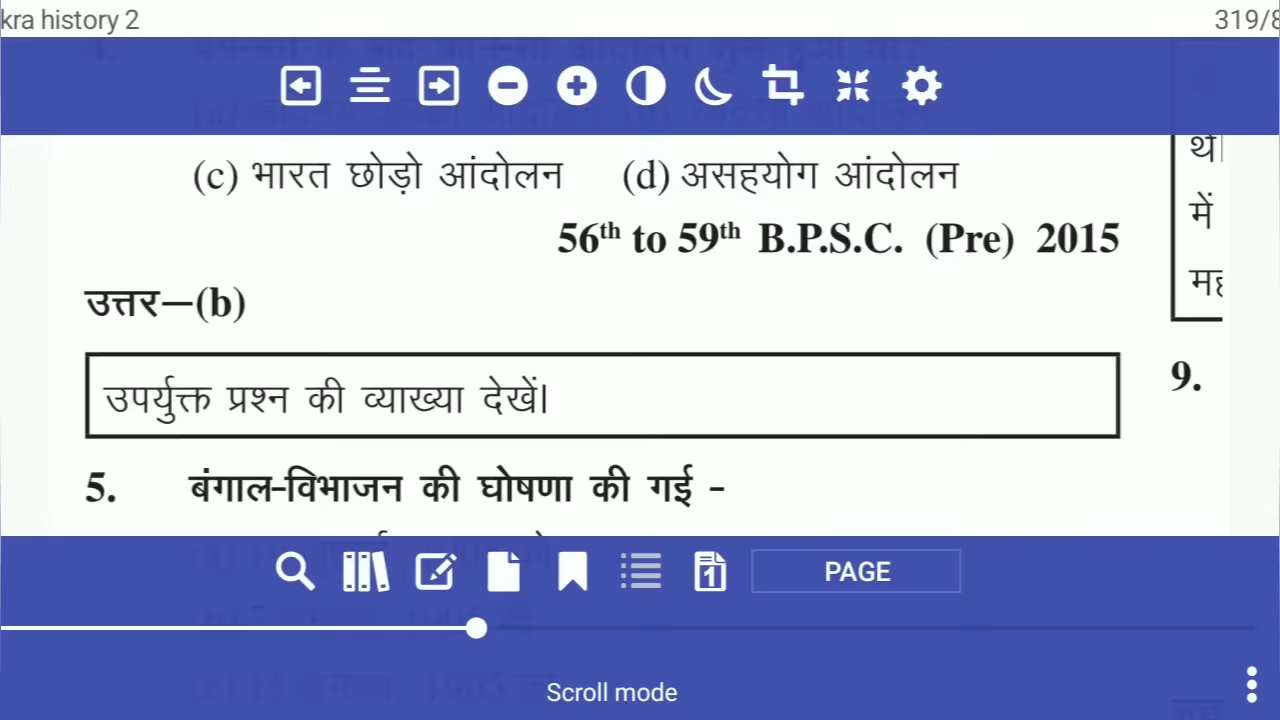 kra history 2
319/8
(c) भारत छोड़ो आंदोलन (d) असहयोग आंदोलन
56th to 59th B.P.S.C. (Pre) 2015
उत्तर—(b)
उपर्युक्त प्रश्न की व्याख्या देखें।
5. बंगाल-विभाजन की घोषणा की गई -
थे।
में
9.
1
PAGE
Scroll mode